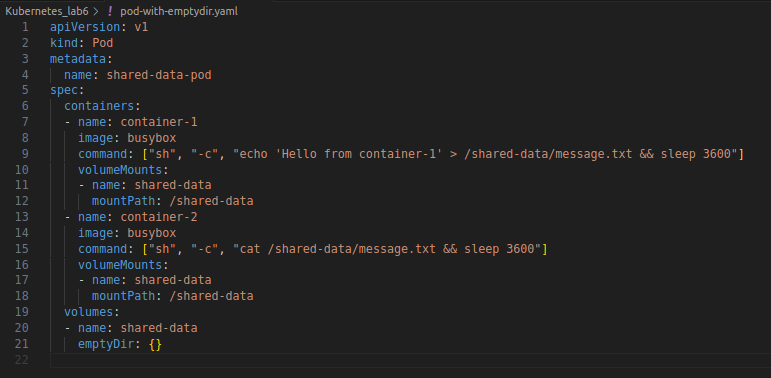 Kubernetes_lab6 > ! pod-with-emptydir.yaml
1 apiVersion: v1
2 kind: Pod
3 metadata:
4   name: shared-data-pod
5 spec:
6   containers:
7   - name: container-1
8     image: busybox
9     command: ["sh", "-c", "echo 'Hello from container-1' > /shared-data/message.txt && sleep 3600"]
10     volumeMounts:
11     - name: shared-data
12       mountPath: /shared-data
13   - name: container-2
14     image: busybox
15     command: ["sh", "-c", "cat /shared-data/message.txt && sleep 3600"]
16     volumeMounts:
17     - name: shared-data
18       mountPath: /shared-data
19   volumes:
20   - name: shared-data
21     emptyDir: {}
22